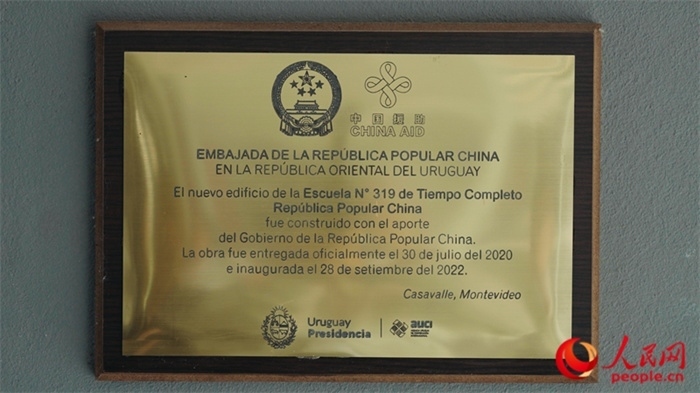 中国援助
CHINA AID
EMBAJADA DE LA REPÚBLICA POPULAR CHINA
EN LA REPÚBLICA ORIENTAL DEL URUGUAY
El nuevo edificio de la Escuela N° 319 de Tiempo Completo
República Popular China
fue construido con el aporte
del Gobierno de la República Popular China.
La obra fue entregada oficialmente el 30 de julio del 2020
e inaugurada el 28 de setiembre del 2022.
Casavalle, Montevideo
Uruguay
Presidencia
auci
人民网
people.cn